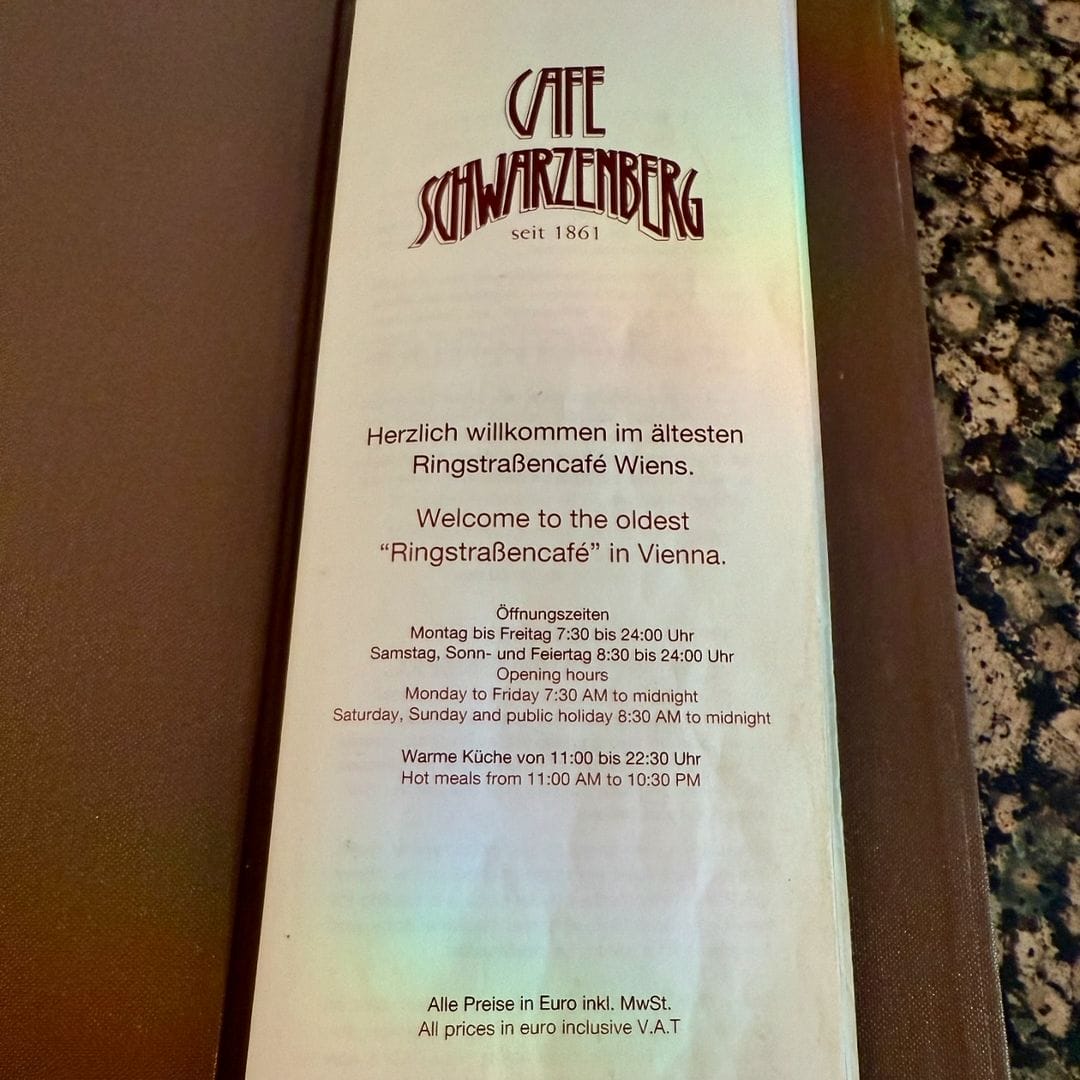 CAFE
SCHWARZENBERG
seit 1861
Herzlich willkommen im ältesten
Ringstraßencafé Wiens.
Welcome to the oldest
“Ringstraßencafé” in Vienna.
Öffnungszeiten
Montag bis Freitag 7:30 bis 24:00 Uhr
Samstag, Sonn- und Feiertag 8:30 bis 24:00 Uhr
Opening hours
Monday to Friday 7:30 AM to midnight
Saturday, Sunday and public holiday 8:30 AM to midnight
Warme Küche von 11:00 bis 22:30 Uhr
Hot meals from 11:00 AM to 10:30 PM
Alle Preise in Euro inkl. MwSt.
All prices in euro inclusive V.A.T